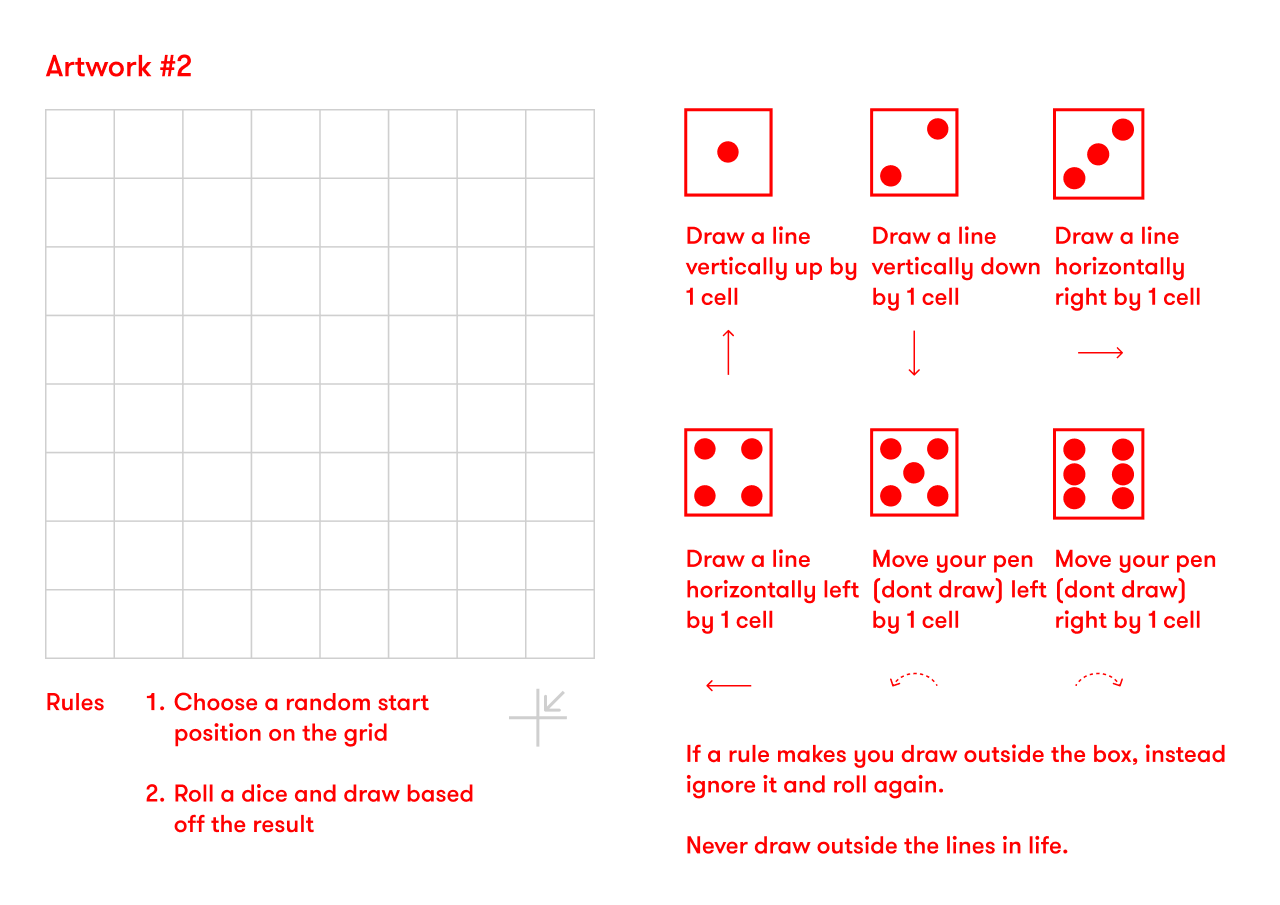 Artwork #2
Draw a line
vertically up by
1 cell
Draw a line
vertically down
by 1 cell
Draw a line
horizontally
right by 1 cell
Draw a line
horizontally left
by 1 cell
Move your pen
(dont draw) left
by 1 cell
Move your pen
(dont draw)
right by 1 cell
Rules
1. Choose a random start
position on the grid
2. Roll a dice and draw based
off the result
If a rule makes you draw outside the box, instead
ignore it and roll again.
Never draw outside the lines in life.